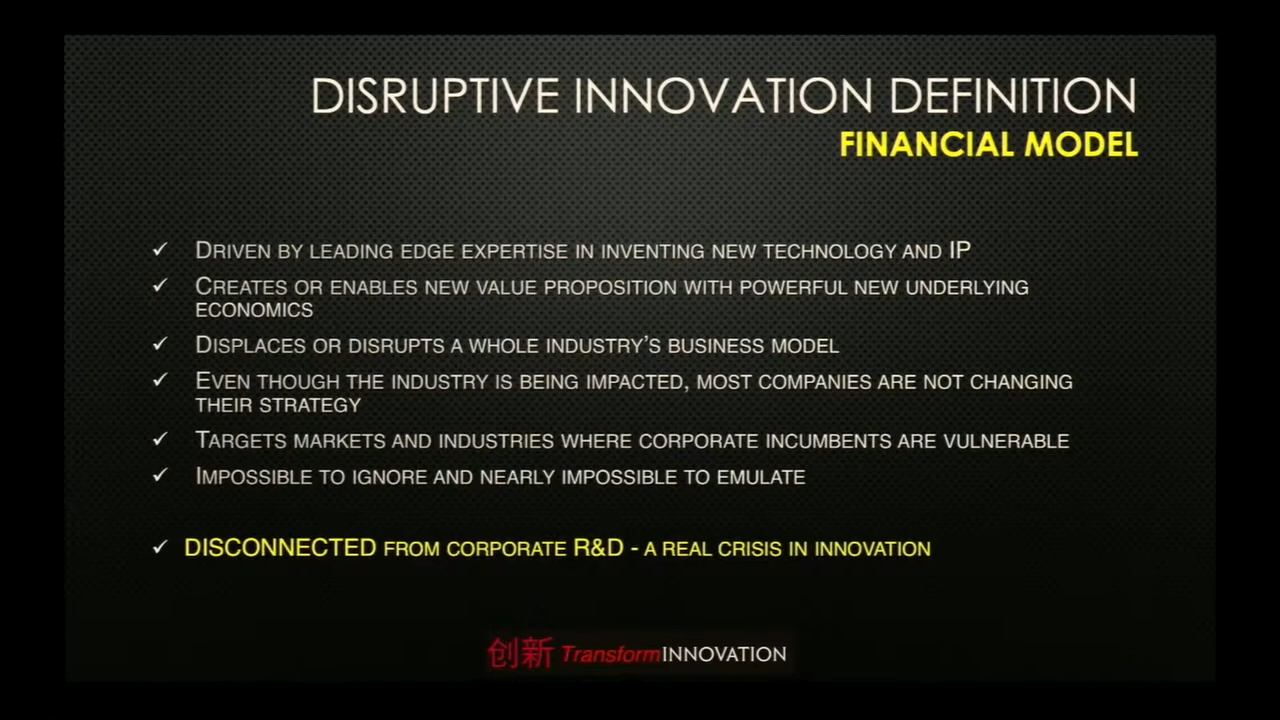 DISRUPTIVE INNOVATION DEFINITION
FINANCIAL MODEL
✓ DRIVEN BY LEADING EDGE EXPERTISE IN INVENTING NEW TECHNOLOGY AND IP
✓ CREATES OR ENABLES NEW VALUE PROPOSITION WITH POWERFUL NEW UNDERLYING
ECONOMICS
✓ DISPLACES OR DISRUPTS A WHOLE INDUSTRY'S BUSINESS MODEL
✓ EVEN THOUGH THE INDUSTRY IS BEING IMPACTED, MOST COMPANIES ARE NOT CHANGING
THEIR STRATEGY
✓ TARGETS MARKETS AND INDUSTRIES WHERE CORPORATE INCUMBENTS ARE VULNERABLE
✓ IMPOSSIBLE TO IGNORE AND NEARLY IMPOSSIBLE TO EMULATE
✓ DISCONNECTED FROM CORPORATE R&D - A REAL CRISIS IN INNOVATION
创新 TransformINNOVATION